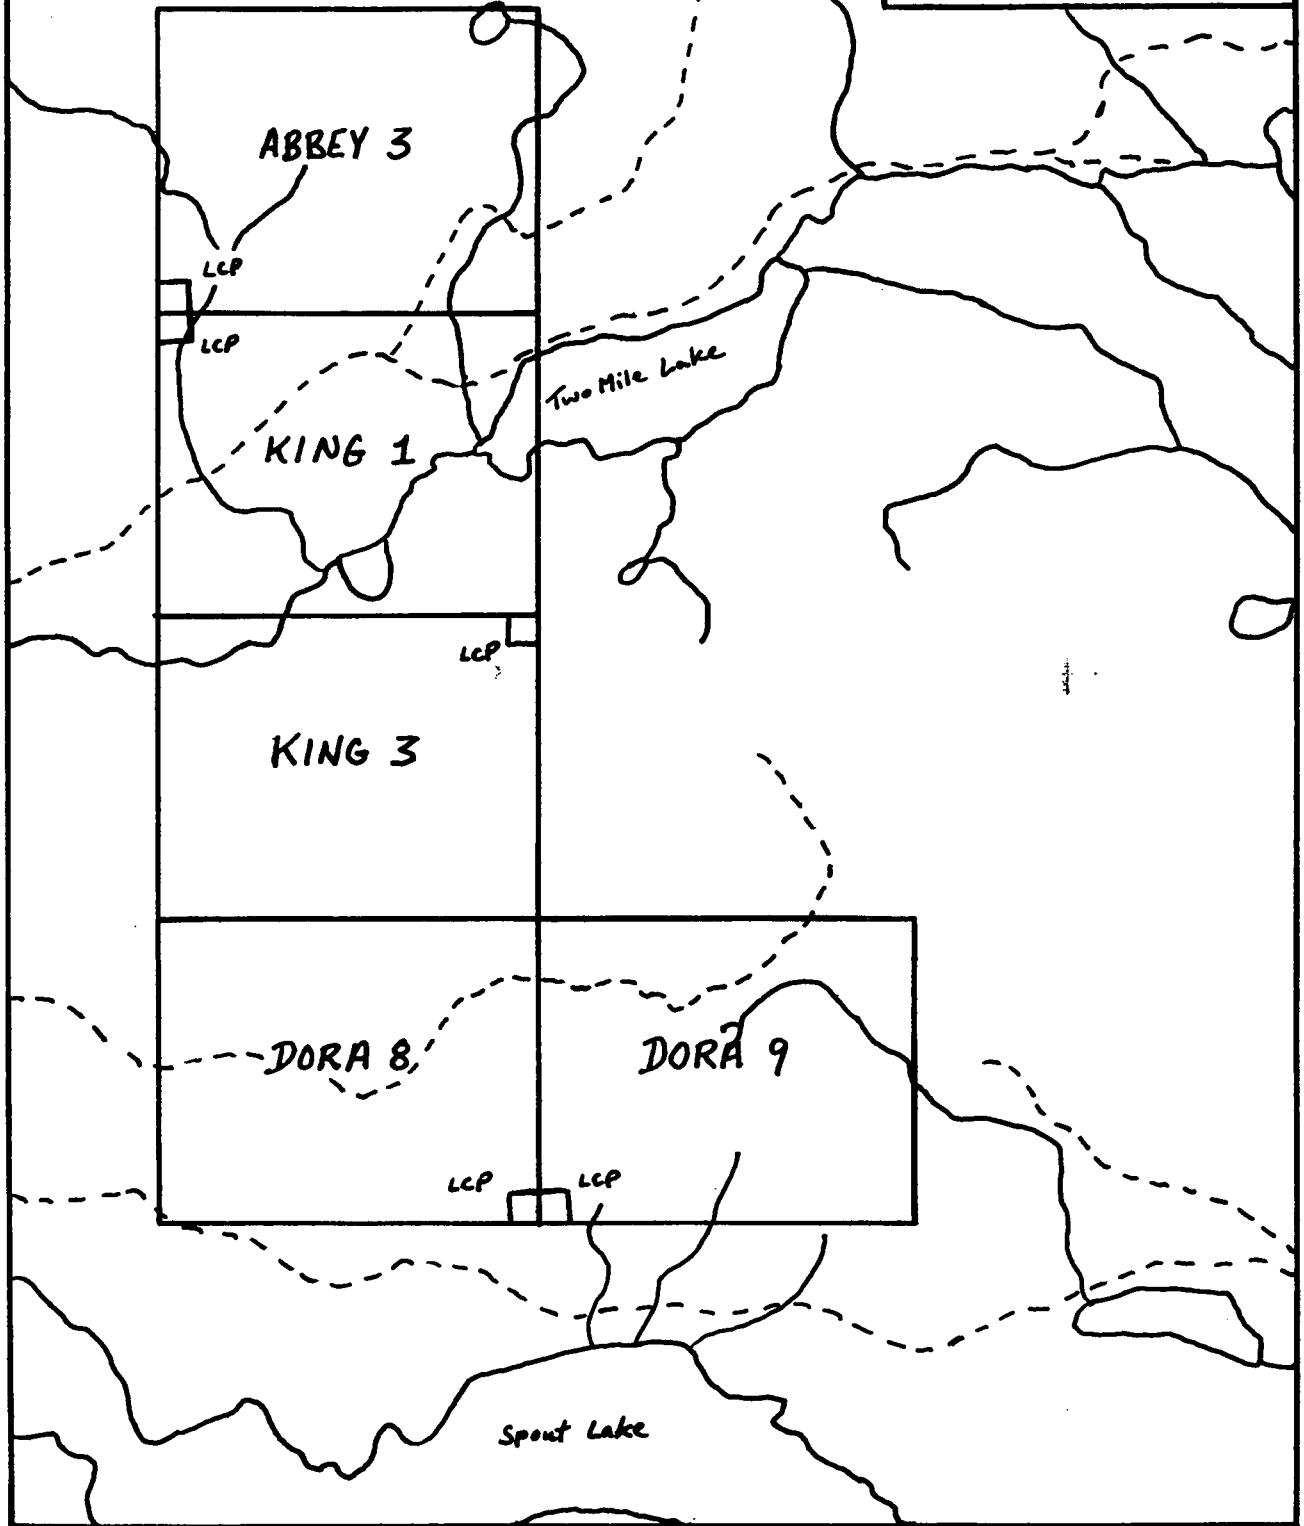 ABBEY 3
LCP
LCP
Two Mile Lake
KING 1
LCP
KING 3
DORA 8
DORA 9
LCP
LCP
Spout Lake